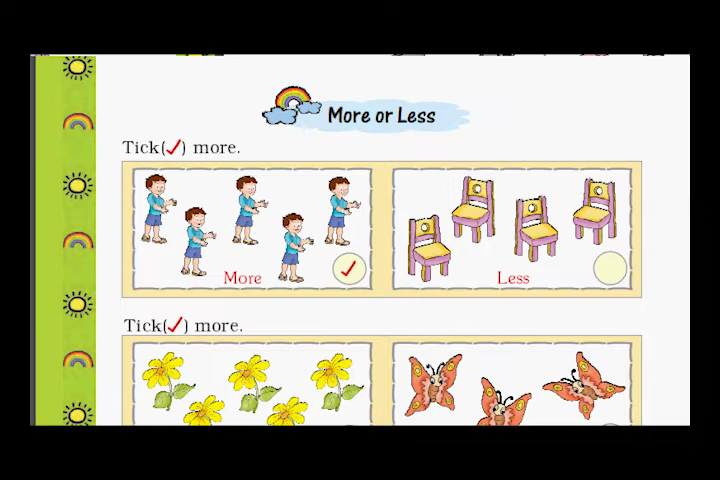 More or Less
Tick(✓) more.
More
Less
Tick(✓) more.